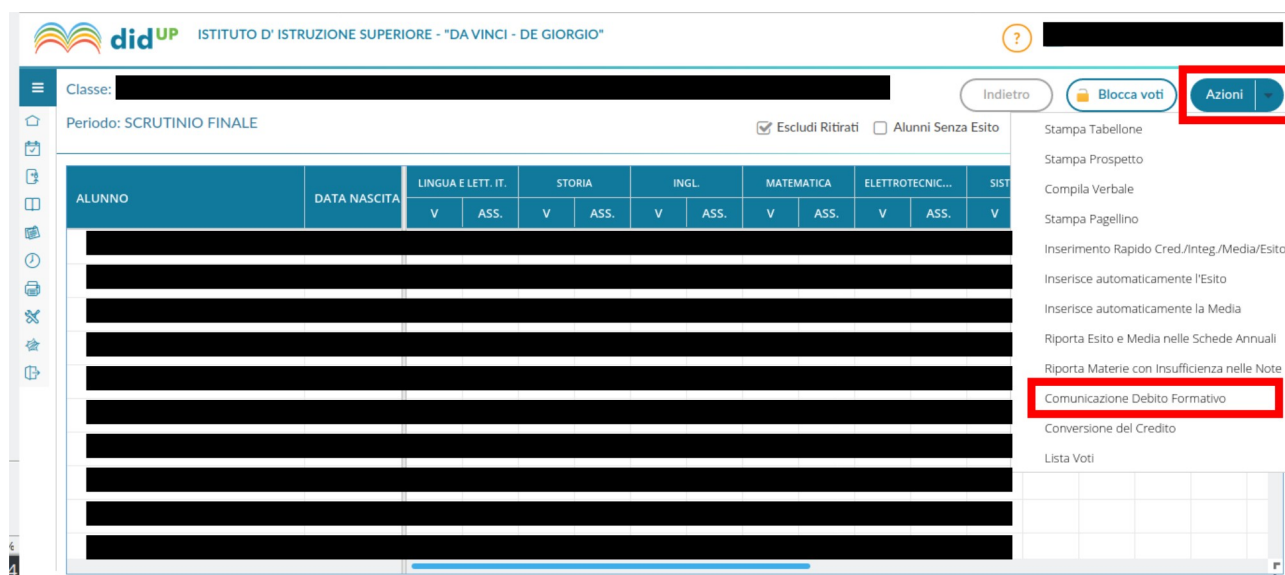 didUP ISTITUTO D' ISTRUZIONE SUPERIORE - "DA VINCI - DE GIORGIO" ?
Classe: Indietro Blocca voti Azioni
Periodo: SCRUTINIO FINALE Escludi Ritirati Alunni Senza Esito
Stampa Tabellone
Stampa Prospetto
Compila Verbale
Stampa Pagellino
Inserimento Rapido Cred./Integ./Media/Esito
Inserisce automaticamente l'Esito
Inserisce automaticamente la Media
Riporta Esito e Media nelle Schede Annuali
Riporta Materie con Insufficienza nelle Note
Comunicazione Debito Formativo
Conversione del Credito
Lista Voti
ALUNNO DATA NASCITA LINGUA E LETT. IT. STORIA INGL. MATEMATICA ELETTROTECNIC... SIST
V ASS. V ASS. V ASS. V ASS. V ASS. V